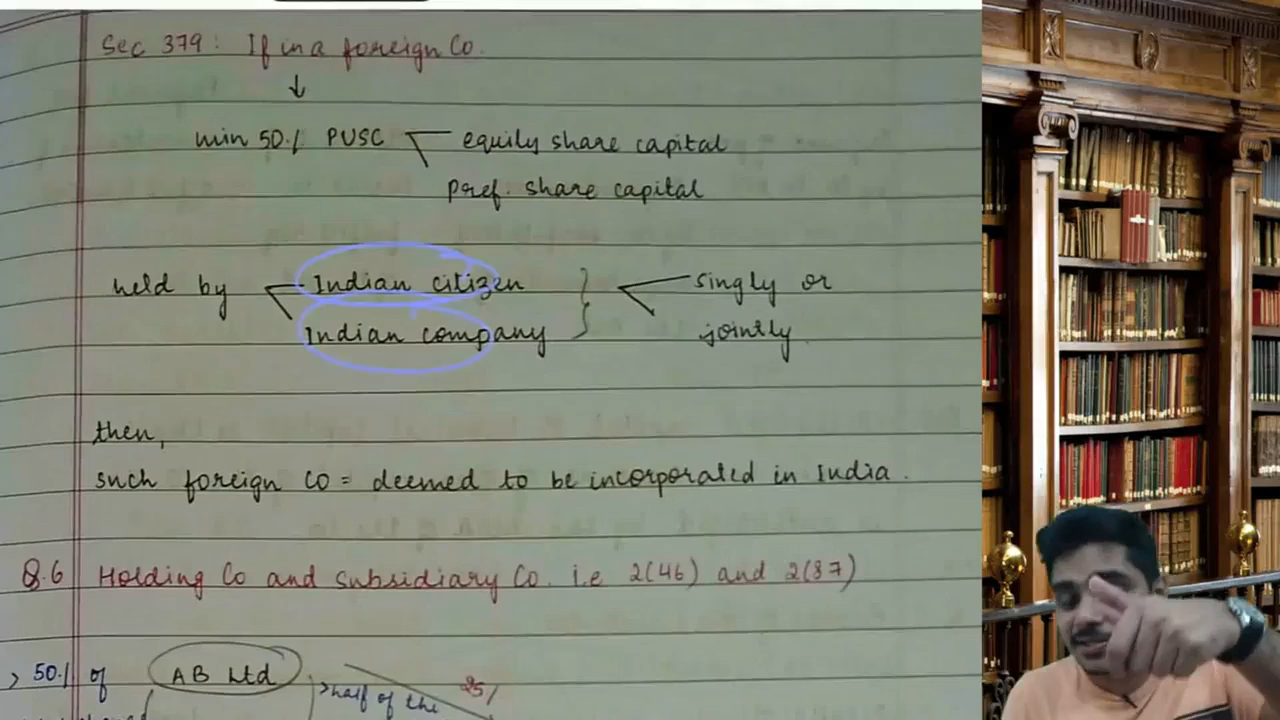 Sec 379: If in a foreign Co.
↓
min 50% PUSC equity share capital
pref. share capital
held by Indian citizen singly or
Indian company jointly
then,
such foreign Co = deemed to be incorporated in India.
Q.6 Holding Co and subsidiary Co. i.e 2(46) and 2(87)
> 50% of AB Ltd > half of the 25%